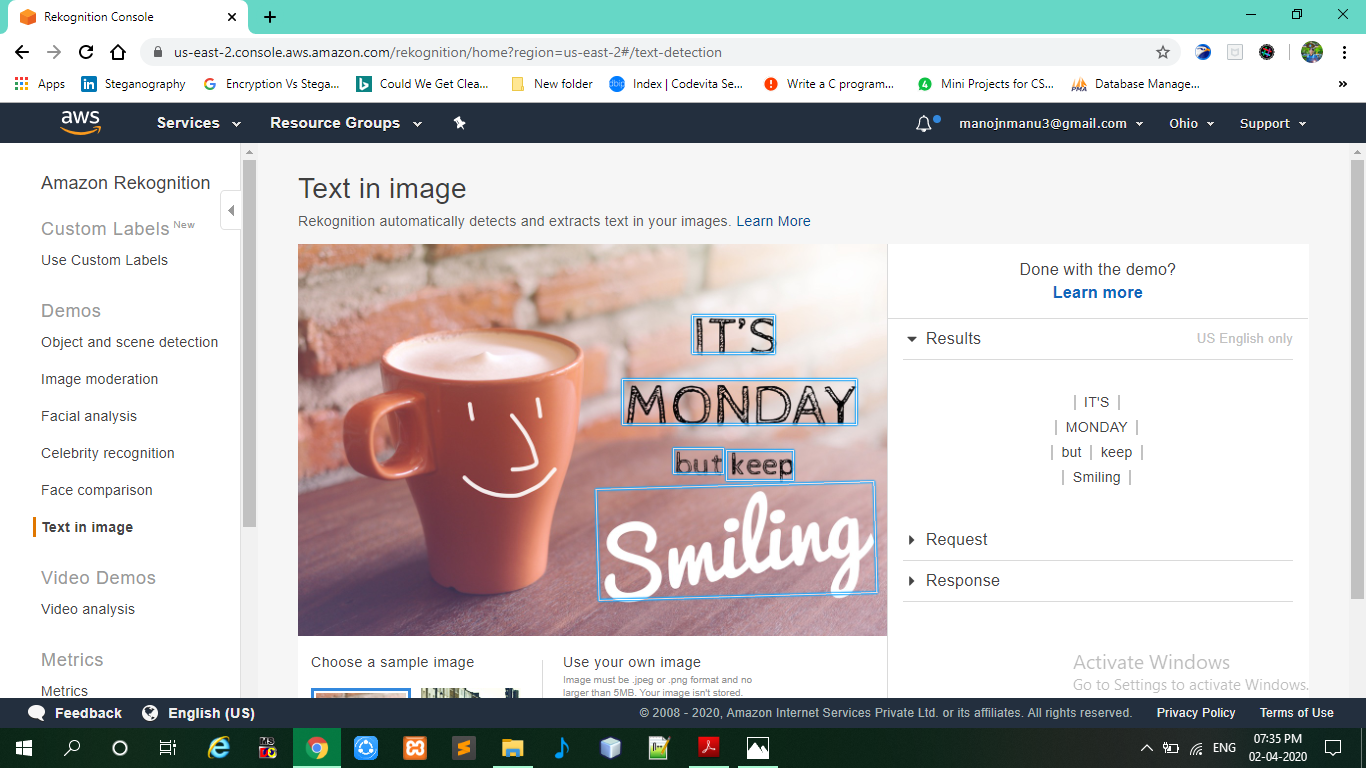 Rekognition Console
us-east-2.console.aws.amazon.com/rekognition/home?region=us-east-2#/text-detection
Apps Steganography Encryption Vs Stega... Could We Get Clea... New folder Index | Codevita Se... Write a C program... Mini Projects for CS... Database Manage... »
aws Services Resource Groups manojnmanu3@gmail.com Ohio Support
Amazon Rekognition
Custom Labels New
Use Custom Labels
Demos
Object and scene detection
Image moderation
Facial analysis
Celebrity recognition
Face comparison
Text in image
Video Demos
Video analysis
Metrics
Metrics
Text in image
Rekognition automatically detects and extracts text in your images. Learn More
IT'S
MONDAY
but keep
Smiling
Choose a sample image
Use your own image
Image must be .jpeg or .png format and no
larger than 5MB. Your image isn't stored.
Done with the demo?
Learn more
Results US English only
| IT'S |
| MONDAY |
| but | keep |
| Smiling |
Request
Response
Activate Windows
Go to Settings to activate Windows.
Feedback English (US) © 2008 - 2020, Amazon Internet Services Private Ltd. or its affiliates. All rights reserved. Privacy Policy Terms of Use
ENG 07:35 PM
02-04-2020